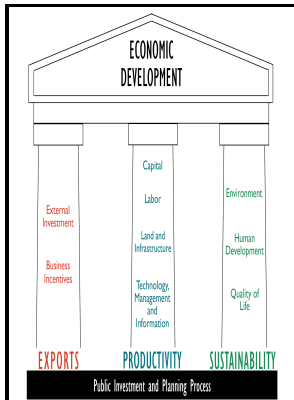 ECONOMIC
DEVELOPMENT
External
Investment
Business
Incentives
EXPORTS
Capital
Labor
Land and
Infrastructure
Technology,
Management
and
Information
PRODUCTIVITY
Environment
Human
Development
Quality of
Life
SUSTAINABILITY
Public Investment and Planning Process